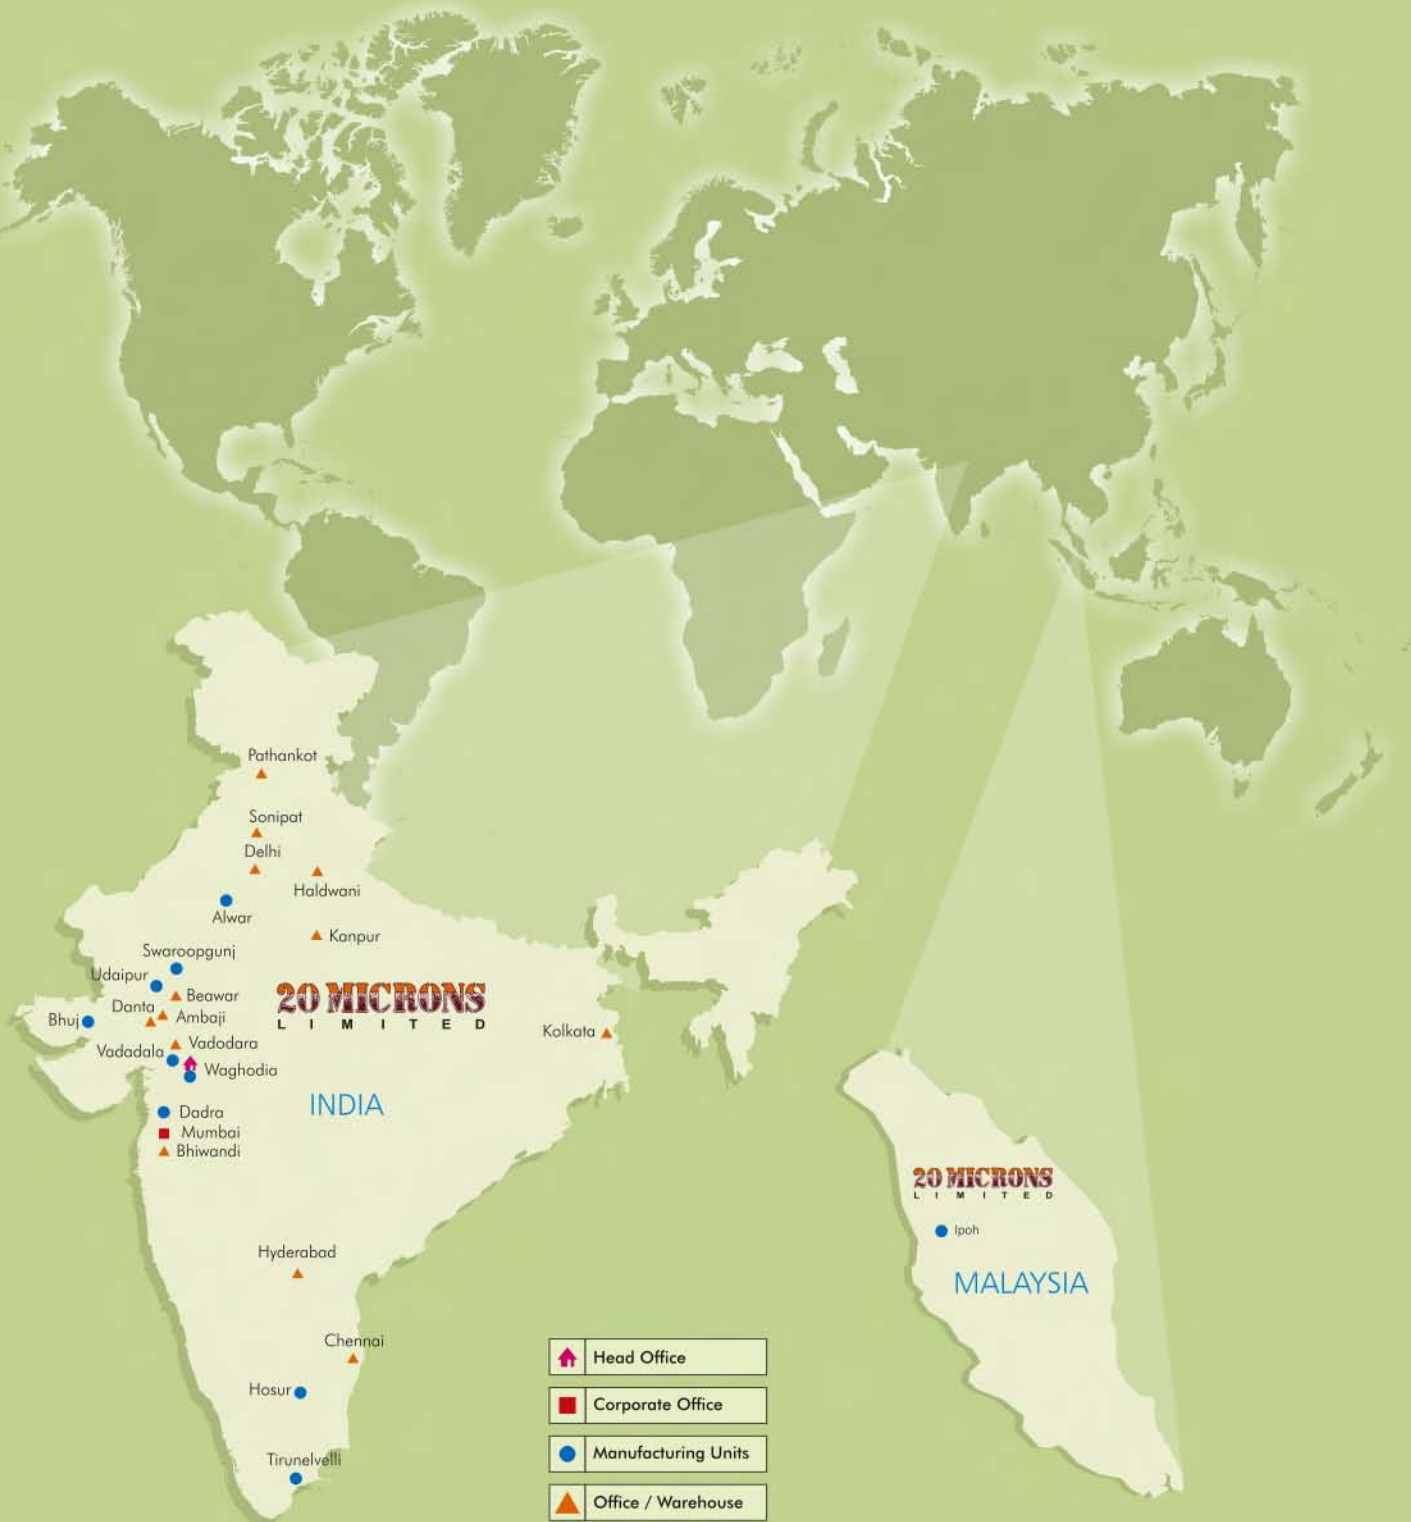 Pathankot
Sonipat
Delhi
Haldwani
Alwar
Kanpur
Swaroopgunj
Udaipur
Beawar
Danta
Ambaji
Bhuj
Vadodara
Vadadala
Waghodia
20 MICRONS
LIMITED
Kolkata
INDIA
Dadra
Mumbai
Bhiwandi
Hyderabad
Chennai
Hosur
Tirunelvelli
20 MICRONS
LIMITED
Ipoh
MALAYSIA
Head Office
Corporate Office
Manufacturing Units
Office / Warehouse